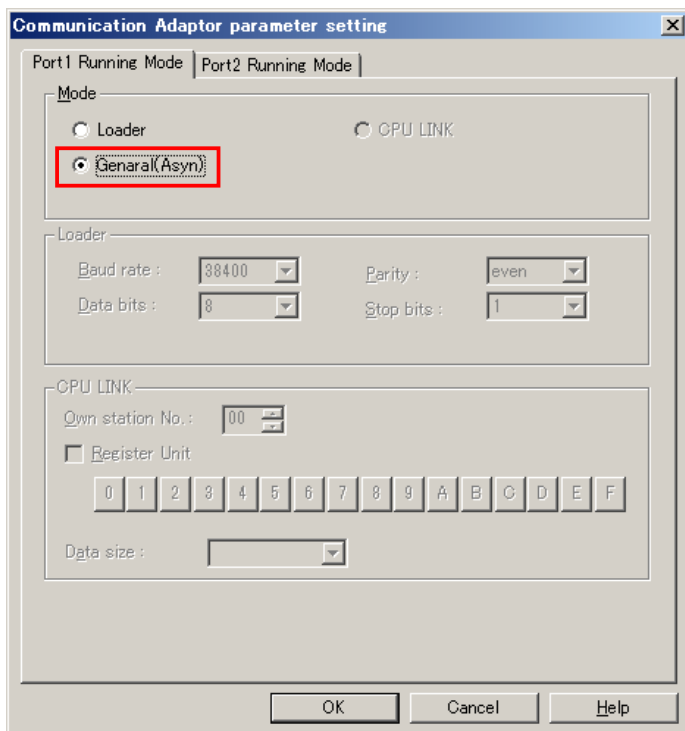 Communication Adaptor parameter setting
Port1 Running Mode Port2 Running Mode
Mode
Loader CPU LINK
Genaral(Asyn)
Loader
Baud rate : 38400 Parity : even
Data bits : 8 Stop bits : 1
CPU LINK
Own station No. : 00
Register Unit
0 1 2 3 4 5 6 7 8 9 A B C D E F
Data size :
OK Cancel Help